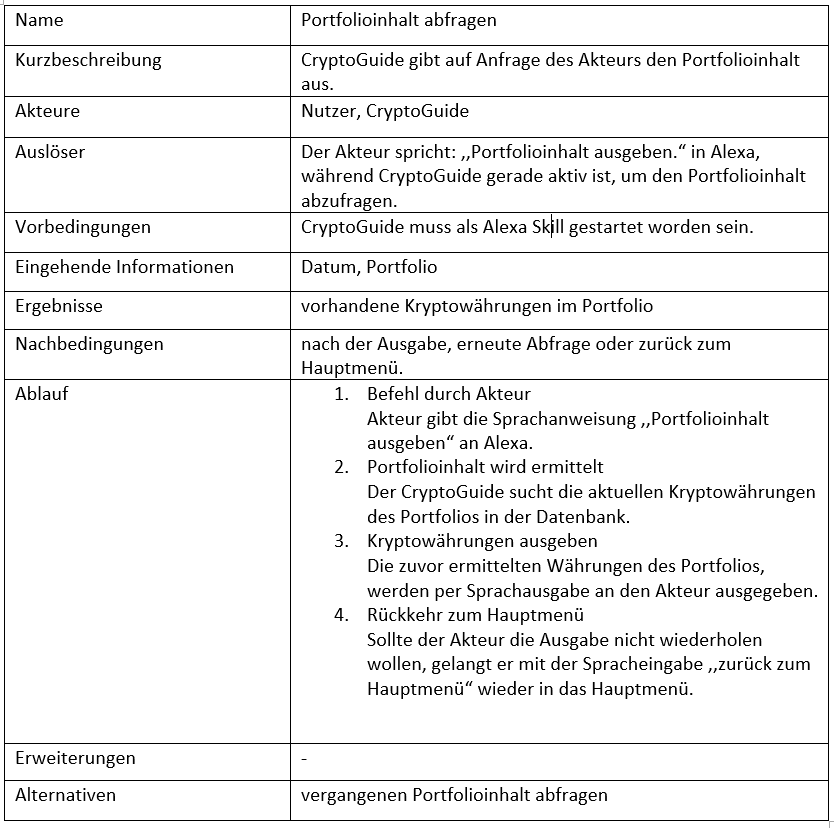 Name Portfolioinhalt abfragen
Kurzbeschreibung CryptoGuide gibt auf Anfrage des Akteurs den Portfolioinhalt
aus.
Akteure Nutzer, CryptoGuide
Auslöser Der Akteur spricht: ,,Portfolioinhalt ausgeben.“ in Alexa,
während CryptoGuide gerade aktiv ist, um den Portfolioinhalt
abzufragen.
Vorbedingungen CryptoGuide muss als Alexa Skill gestartet worden sein.
Eingehende Informationen Datum, Portfolio
Ergebnisse vorhandene Kryptowährungen im Portfolio
Nachbedingungen nach der Ausgabe, erneute Abfrage oder zurück zum
Hauptmenü.
Ablauf 1. Befehl durch Akteur
Akteur gibt die Sprachanweisung ,,Portfolioinhalt
ausgeben“ an Alexa.
2. Portfolioinhalt wird ermittelt
Der CryptoGuide sucht die aktuellen Kryptowährungen
des Portfolios in der Datenbank.
3. Kryptowährungen ausgeben
Die zuvor ermittelten Währungen des Portfolios,
werden per Sprachausgabe an den Akteur ausgegeben.
4. Rückkehr zum Hauptmenü
Sollte der Akteur die Ausgabe nicht wiederholen
wollen, gelangt er mit der Spracheingabe ,,zurück zum
Hauptmenü“ wieder in das Hauptmenü.
Erweiterungen -
Alternativen vergangenen Portfolioinhalt abfragen